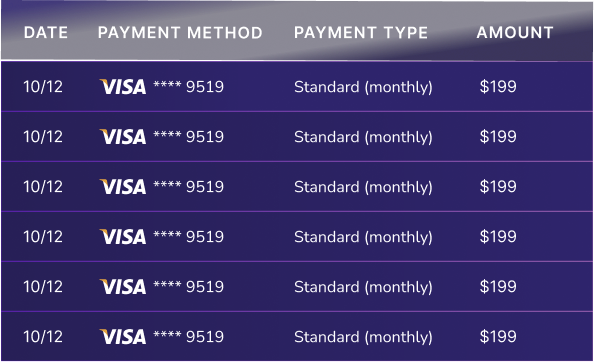 DATE PAYMENT METHOD PAYMENT TYPE AMOUNT
10/12 VISA **** 9519 Standard (monthly) $199
10/12 VISA **** 9519 Standard (monthly) $199
10/12 VISA **** 9519 Standard (monthly) $199
10/12 VISA **** 9519 Standard (monthly) $199
10/12 VISA **** 9519 Standard (monthly) $199
10/12 VISA **** 9519 Standard (monthly) $199